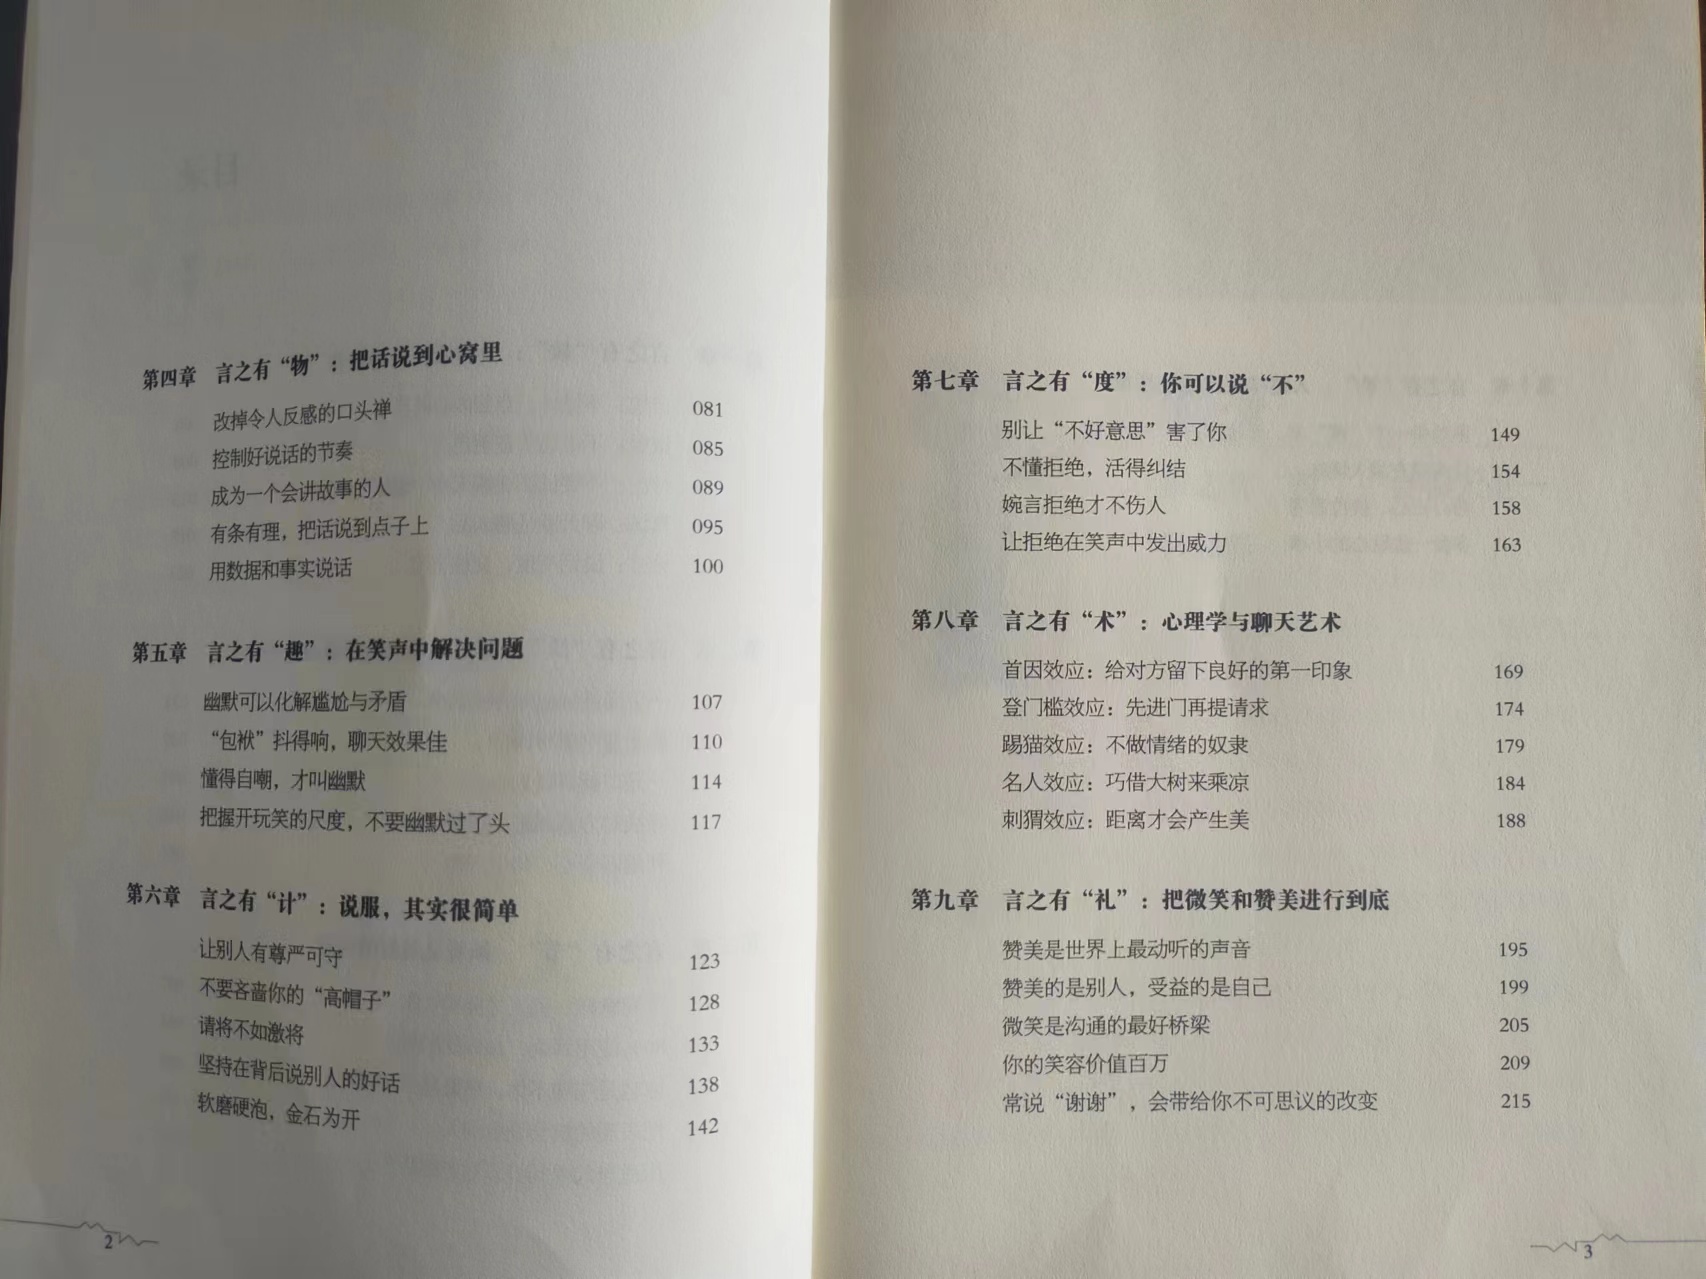 第四章 言之有“物”：把话说到心窝里
改掉令人反感的口头禅 081
控制好说话的节奏 085
成为一个会讲故事的人 089
有条有理，把话说到点子上 095
用数据和事实说话 100
第五章 言之有“趣”：在笑声中解决问题
幽默可以化解尴尬与矛盾 107
“包袱”抖得响，聊天效果佳 110
懂得自嘲，才叫幽默 114
把握开玩笑的尺度，不要幽默过了头 117
第六章 言之有“计”：说服，其实很简单
让别人有尊严可守 123
不要吝啬你的“高帽子” 128
请将不如激将 133
坚持在背后说别人的好话 138
软磨硬泡，金石为开 142
2
第七章 言之有“度”：你可以说“不”
别让“不好意思”害了你 149
不懂拒绝，活得纠结 154
婉言拒绝才不伤人 158
让拒绝在笑声中发出威力 163
第八章 言之有“术”：心理学与聊天艺术
首因效应：给对方留下良好的第一印象 169
登门槛效应：先进门再提请求 174
踢猫效应：不做情绪的奴隶 179
名人效应：巧借大树来乘凉 184
刺猬效应：距离才会产生美 188
第九章 言之有“礼”：把微笑和赞美进行到底
赞美是世界上最动听的声音 195
赞美的是别人，受益的是自己 199
微笑是沟通的最好桥梁 205
你的笑容价值百万 209
常说“谢谢”，会带给你不可思议的改变 215
3